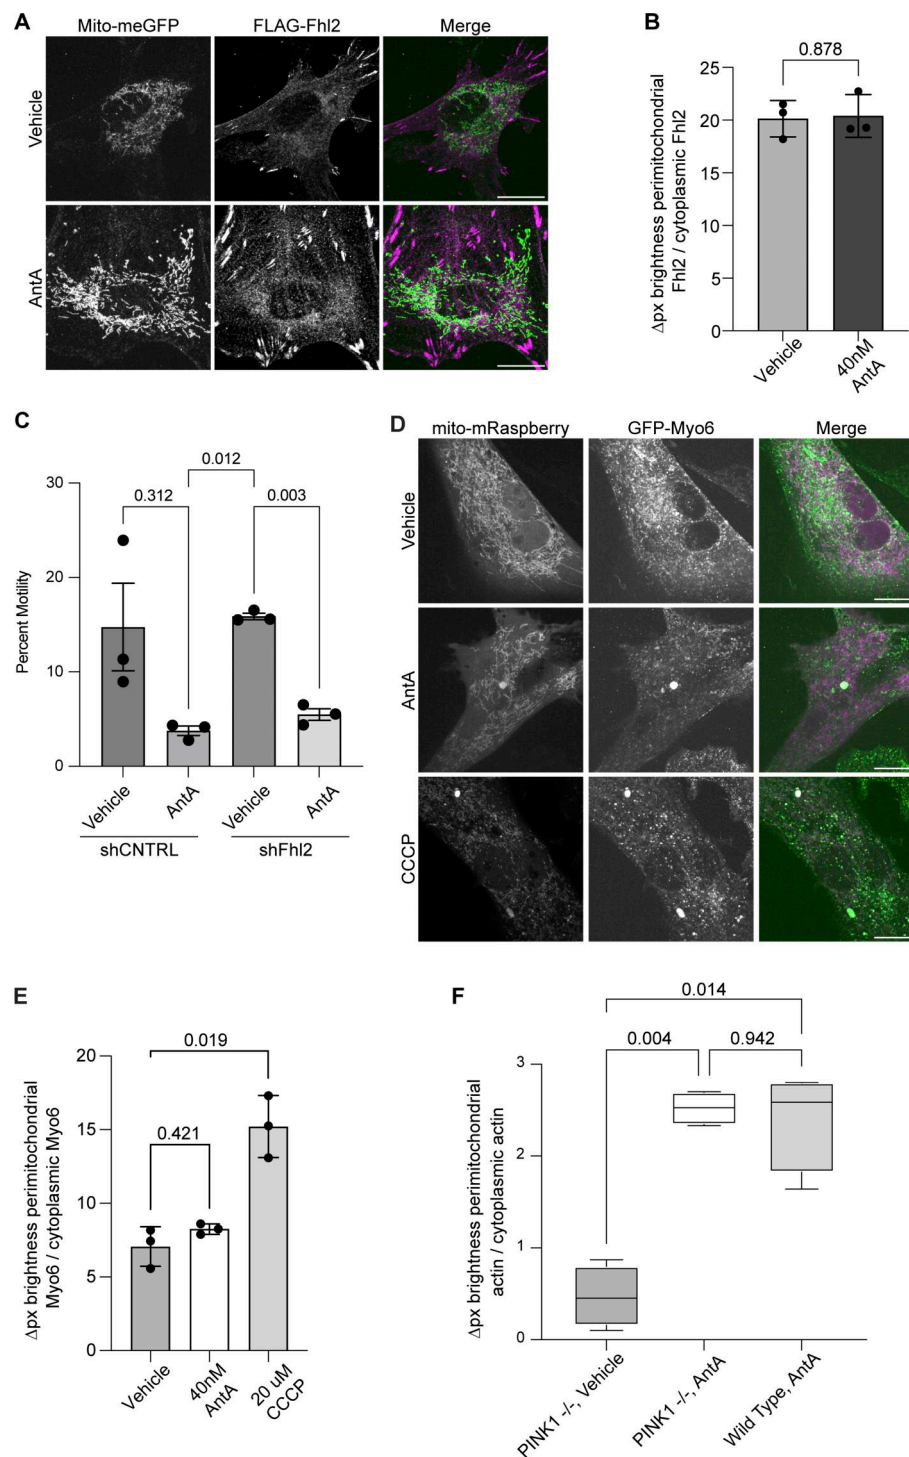 A
Mito-meGFP
FLAG-Fhl2
Merge
Vehicle
AntA
B
0.878
25
20
15
10
5
0
Δpx brightness perimitochondrial
Fhl2 / cytoplasmic Fhl2
Vehicle
40nM
AntA
C
0.012
0.312
0.003
30
20
10
0
Percent Motility
Vehicle
AntA
Vehicle
AntA
shCNTRL
shFhl2
D
mito-mRaspberry
GFP-Myo6
Merge
Vehicle
AntA
CCCP
E
0.019
0.421
20
15
10
5
0
Δpx brightness perimitochondrial
Myo6 / cytoplasmic Myo6
Vehicle
40nM
AntA
20 uM
CCCP
F
0.014
0.004
0.942
3
2
1
0
Δpx brightness perimitochondrial
actin / cytoplasmic actin
PINK1 -/-, Vehicle
PINK1 -/-, AntA
Wild Type, AntA